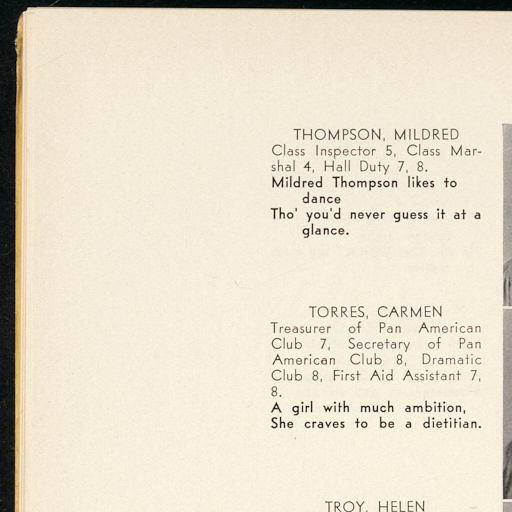 THOMPSON, MILDRED
Class Inspector 5, Class Mar-
shal 4, Hall Duty 7, 8.
Mildred Thompson likes to
dance
Tho' you'd never guess it at a
glance.
TORRES, CARMEN
Treasurer of Pan American
Club 7, Secretary of Pan
American Club 8, Dramatic
Club 8, First Aid Assistant 7,
8.
A girl with much ambition,
She craves to be a dietitian.
TROY, HELEN